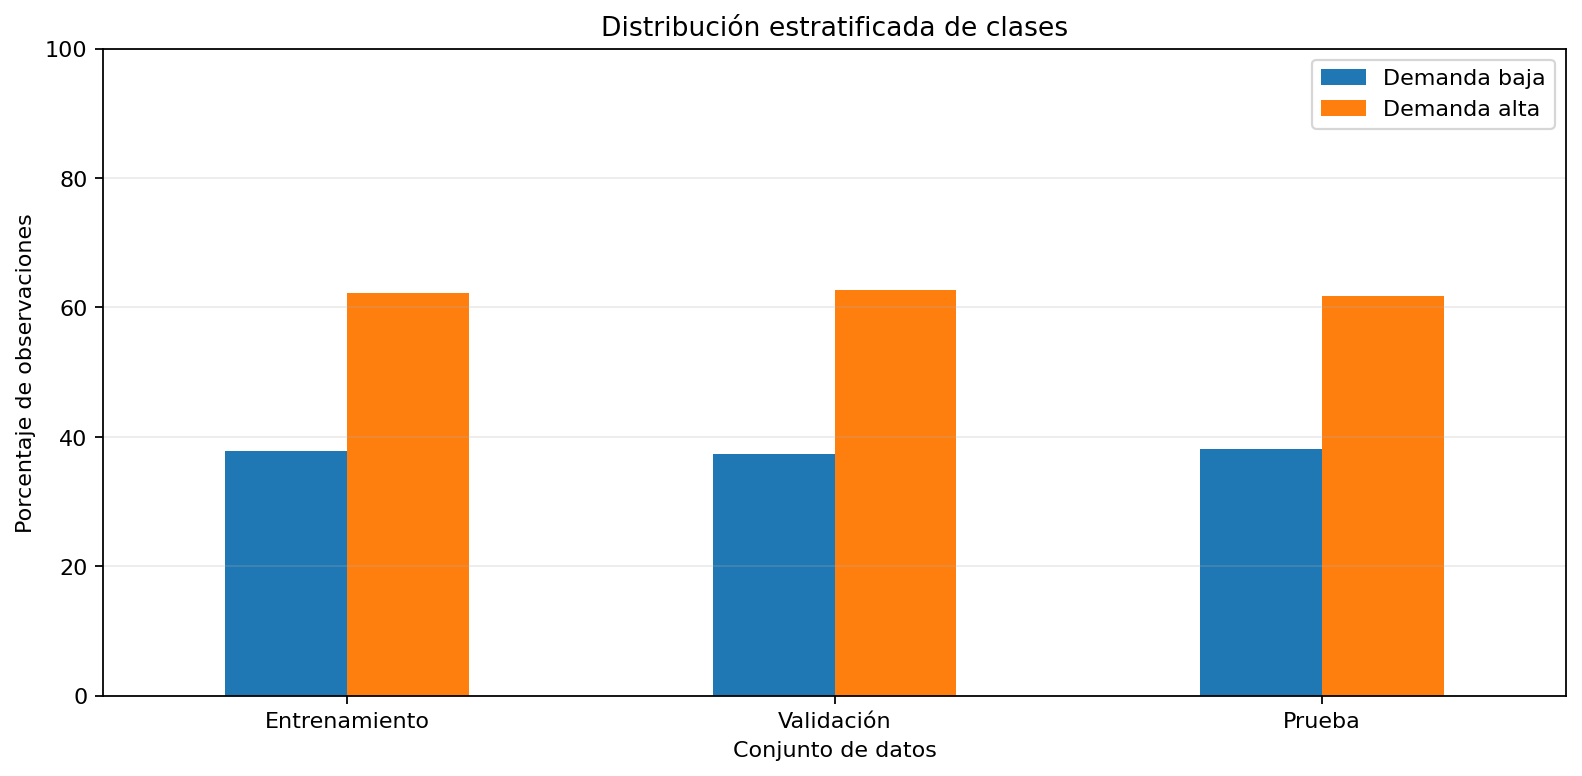 Distribución estratificada de clases
Demanda baja
Demanda alta
Porcentaje de observaciones
100
80
60
40
20
0
Entrenamiento
Validación
Prueba
Conjunto de datos